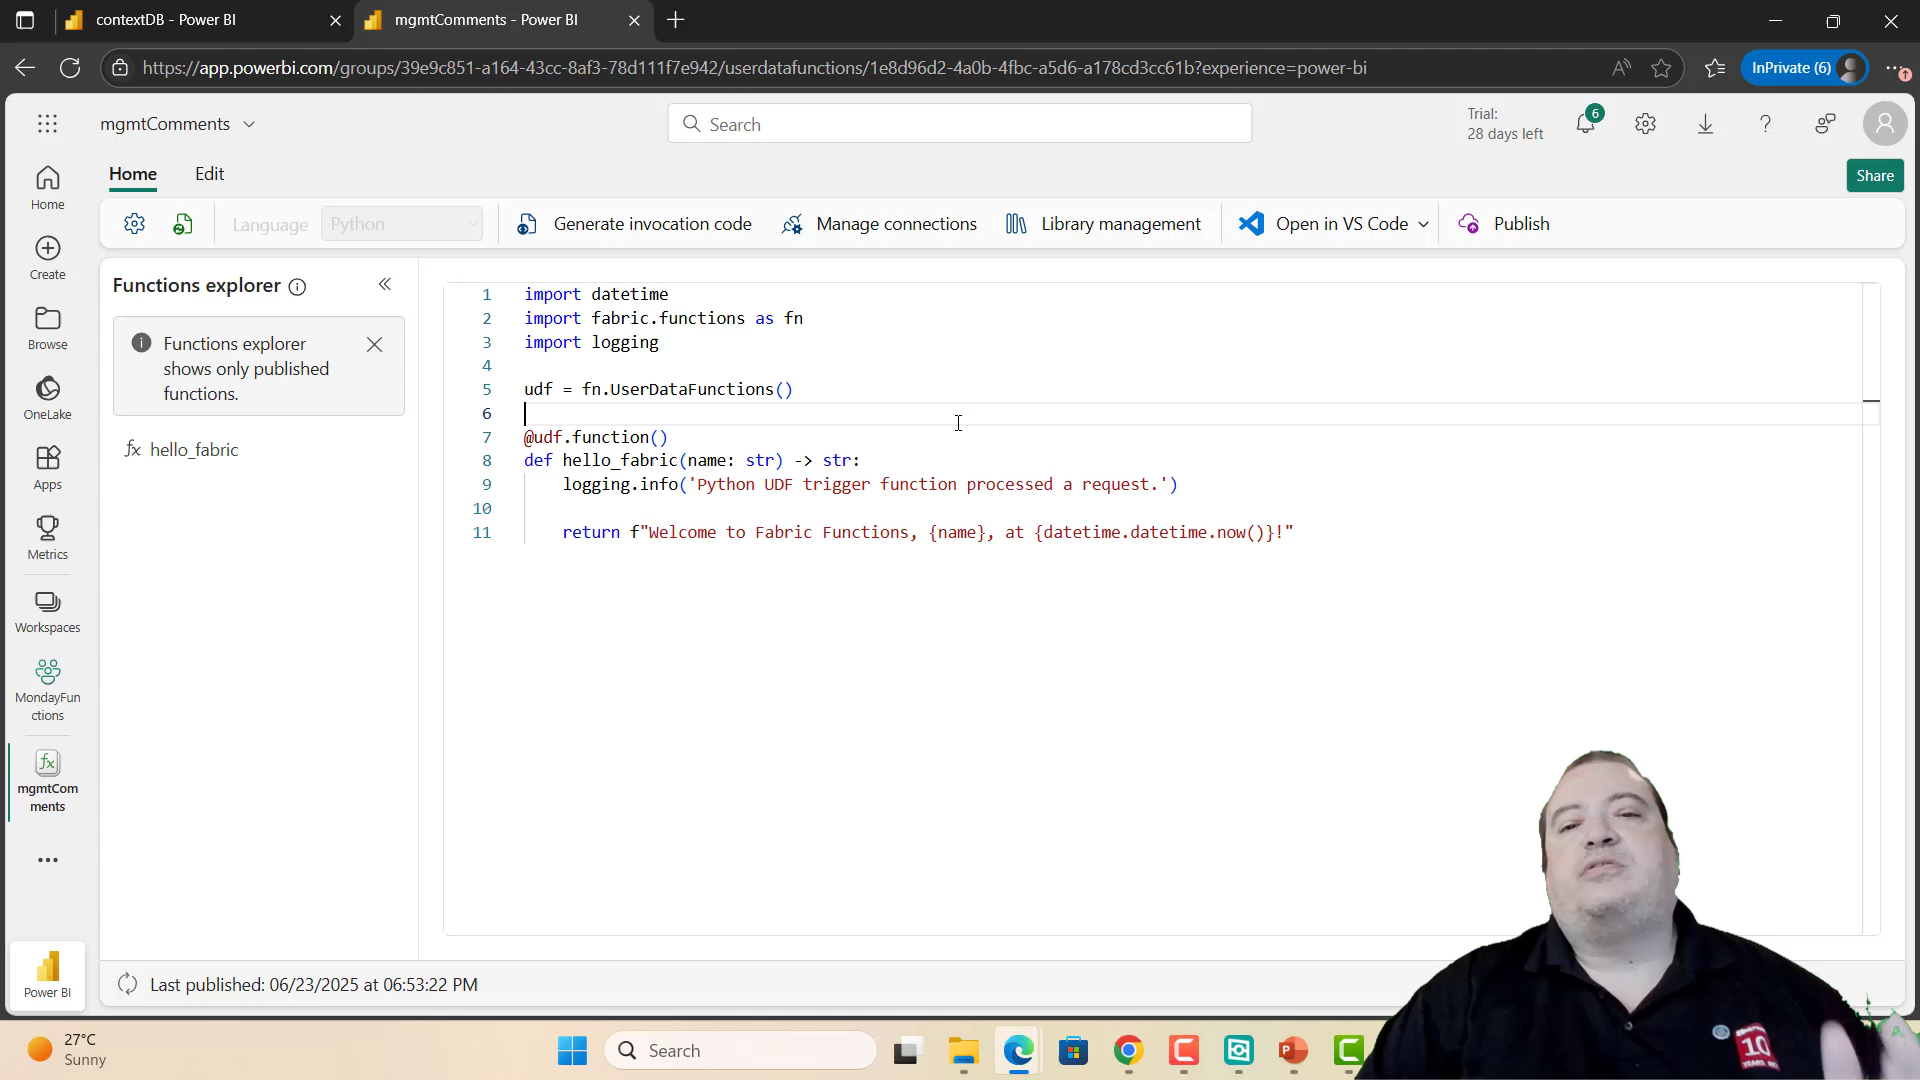 contextDB - Power BI
mgmtComments - Power BI
https://app.powerbi.com/groups/39e9c851-a164-43cc-8af3-78d111f7e942/userdatafunctions/1e8d96d2-4a0b-4fbc-a5d6-a178cd3cc61b?experience=power-bi
InPrivate (6)
mgmtComments
Search
Trial:
28 days left
6
Home
Edit
Share
Language
Python
Generate invocation code
Manage connections
Library management
Open in VS Code
Publish
Home
Create
Browse
OneLake
Apps
Metrics
Workspaces
MondayFun
ctions
mgmtCom
ments
Power BI
Functions explorer
Functions explorer
shows only published
functions.
fx hello_fabric
1 import datetime
2 import fabric.functions as fn
3 import logging
4
5 udf = fn.UserDataFunctions()
6
7 @udf.function()
8 def hello_fabric(name: str) -> str:
9 logging.info('Python UDF trigger function processed a request.')
10
11 return f"Welcome to Fabric Functions, {name}, at {datetime.datetime.now()}!"
Last published: 06/23/2025 at 06:53:22 PM
27°C
Sunny
Search
10